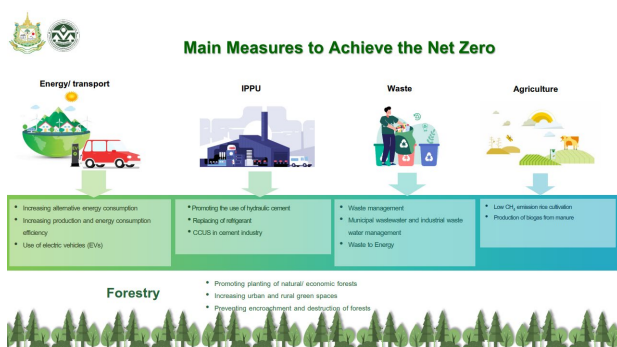 Main Measures to Achieve the Net Zero
Energy/ transport
IPPU
Waste
Agriculture
• Increasing alternative energy consumption
• Increasing production and energy consumption
efficiency
• Use of electric vehicles (EVs)
• Promoting the use of hydraulic cement
• Replacing of refrigerant
• CCUS in cement industry
• Waste management
• Municipal wastewater and industrial waste
water management
• Waste to Energy
• Low CH4 emission rice cultivation
• Production of biogas from manure
Forestry
• Promoting planting of natural/ economic forests
• Increasing urban and rural green spaces
• Preventing encroachment and destruction of forests